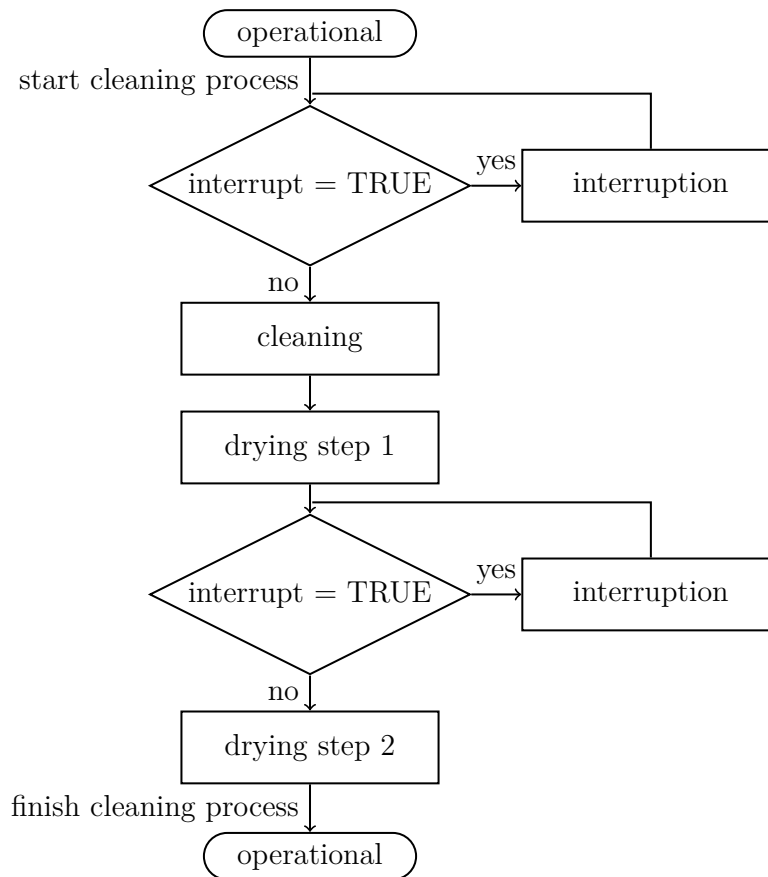 operational
start cleaning process
interrupt = TRUE
yes
interruption
no
cleaning
drying step 1
interrupt = TRUE
yes
interruption
no
drying step 2
finish cleaning process
operational